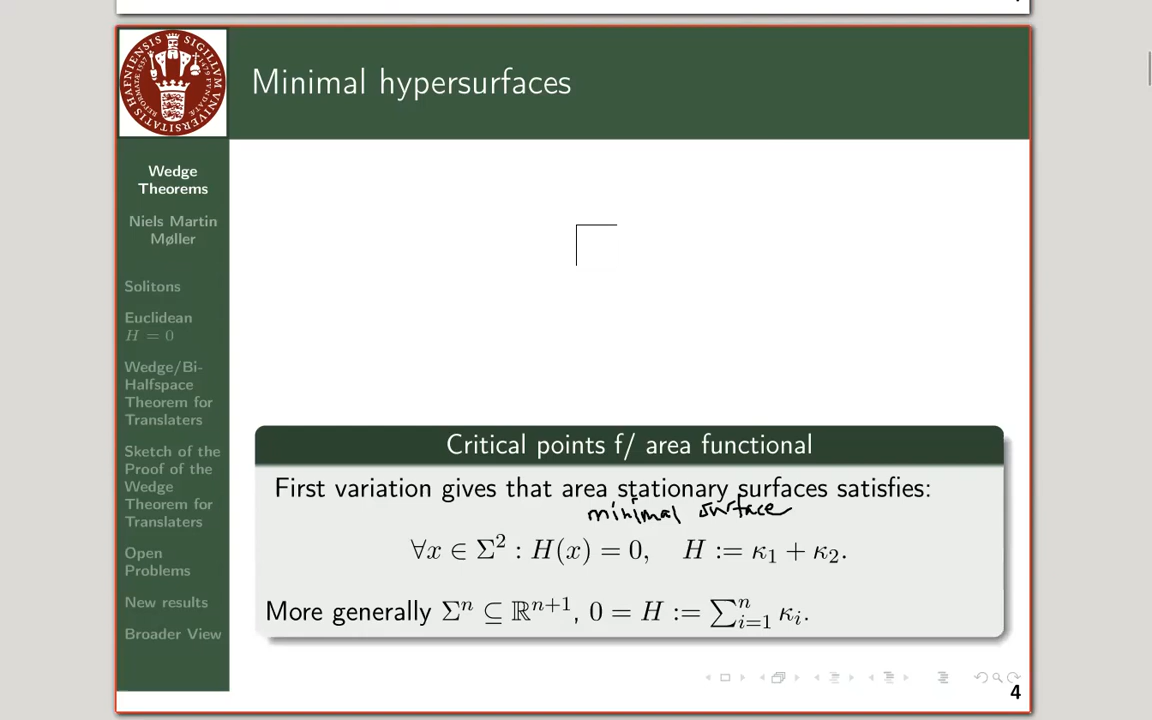 Minimal hypersurfaces
Wedge
Theorems
Niels Martin
Møller
Solitons
Euclidean
H = 0
Wedge/Bi-
Halfspace
Theorem for
Translaters
Sketch of the
Proof of the
Wedge
Theorem for
Translaters
Open
Problems
New results
Broader View
Critical points f/ area functional
First variation gives that area stationary surfaces satisfies:
minimal surface
∀x ∈ Σ² : H(x) = 0, H := κ₁ + κ₂.
More generally Σⁿ ⊆ ℝⁿ⁺¹, 0 = H := ∑ⁿᵢ₌₁ κᵢ.
4